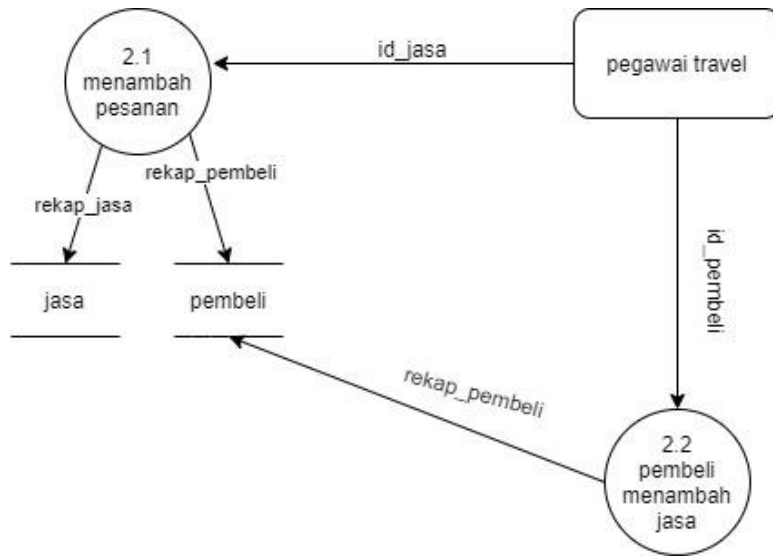 2.1
menambah
pesanan
id_jasa
pegawai travel
rekap_pembeli
rekap_jasa
id_pembeli
jasa
pembeli
rekap_pembeli
2.2
pembeli
menambah
jasa